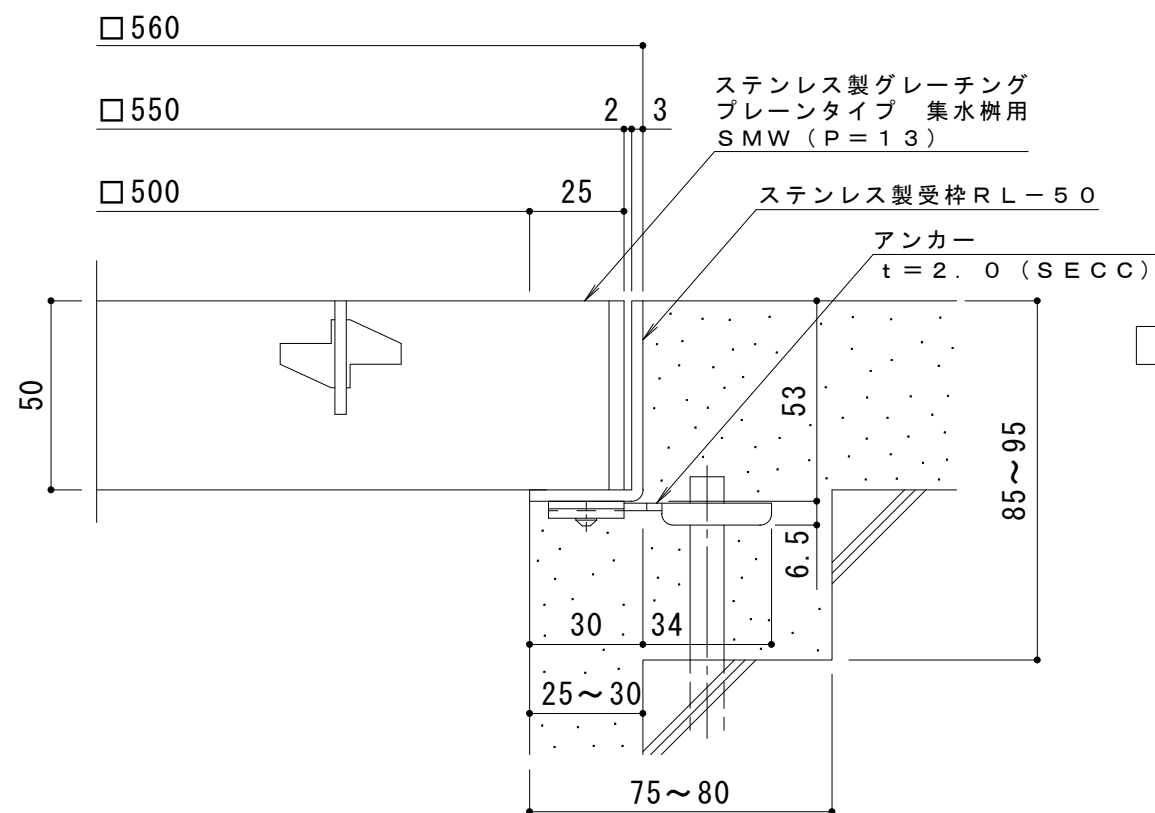 □560
□550
2
3
□500
25
ステンレス製グレーチング
プレーンタイプ 集水桝用
SMW(P=13)
ステンレス製受枠RL-50
アンカー
t=2.0(SECC)
50
53
85～95
6.5
30
34
25～30
75～80